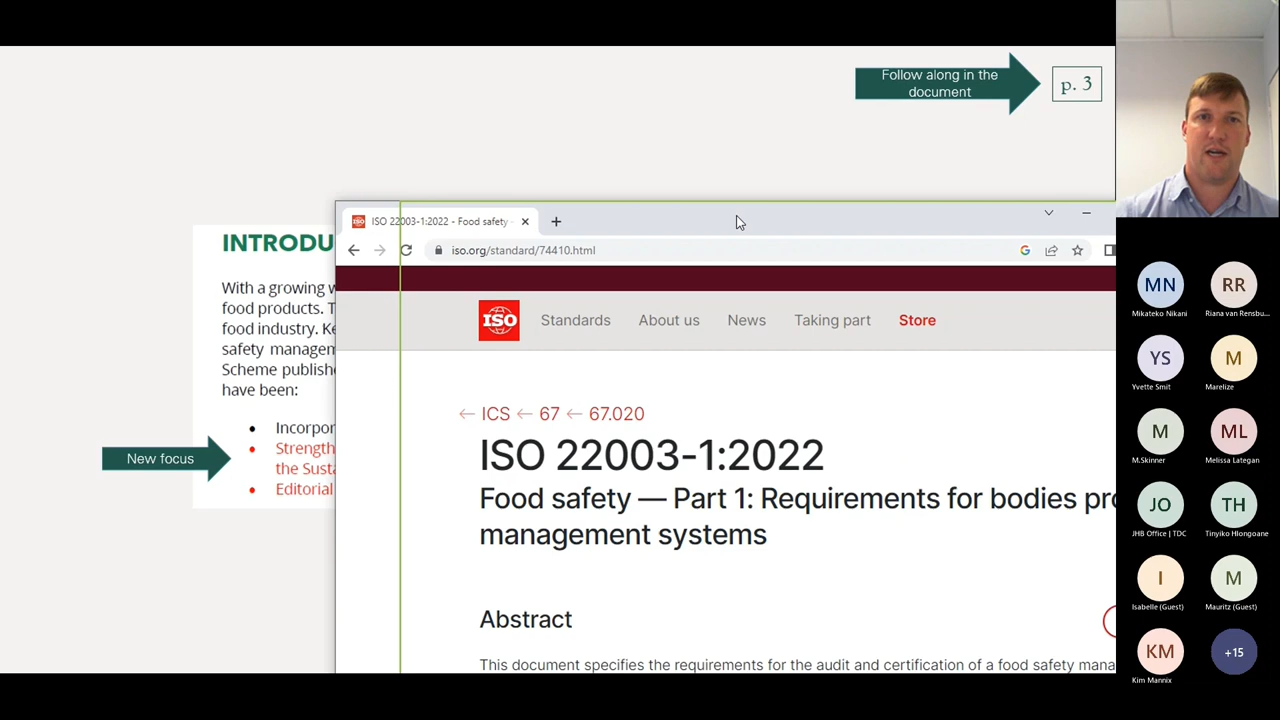 Follow along in the
document
p. 3
INTRODU
With a growing
food products. T
food industry. Ke
safety managem
Scheme publish
have been:
Incorpor
Strength
the Susta
Editorial
New focus
ISO 22003-1:2022 - Food safety -
iso.org/standard/74410.html
ISO
Standards
About us
News
Taking part
Store
← ICS ← 67 ← 67.020
ISO 22003-1:2022
Food safety — Part 1: Requirements for bodies pro
management systems
Abstract
This document specifies the requirements for the audit and certification of a food safety mana
MN
RR
Mikateko Nikani
Riana van Rensbu...
YS
M
Yvette Smit
Marelize
M
ML
M.Skinner
Melissa Lategan
JO
TH
JHB Office | TDC
Tinyiko Hlongoane
I
M
Isabelle (Guest)
Mauritz (Guest)
KM
+15
Kim Mannix